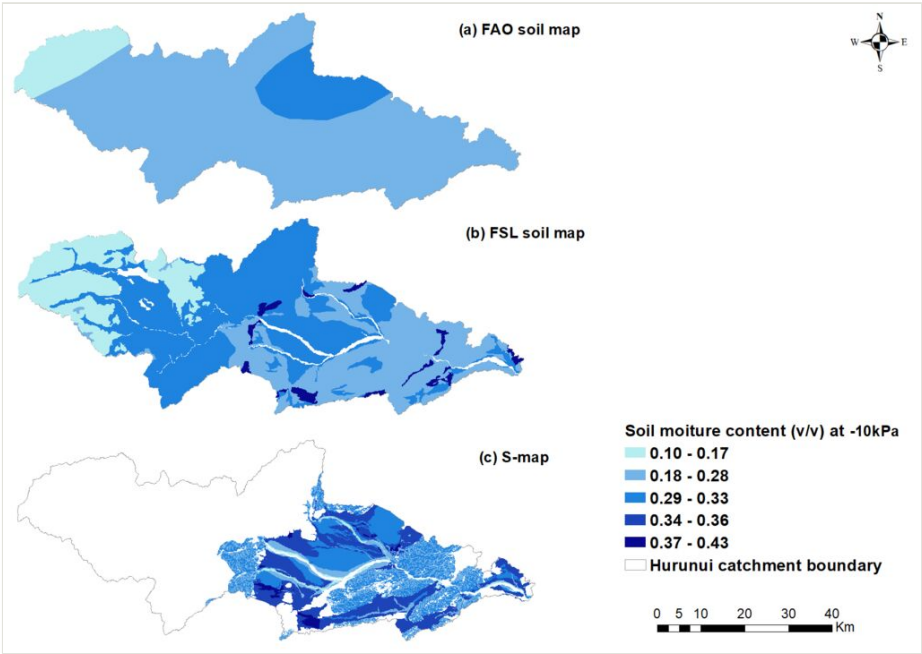 (a) FAO soil map
N
W E
S
(b) FSL soil map
Soil moiture content (v/v) at -10kPa
0.10 - 0.17
0.18 - 0.28
0.29 - 0.33
0.34 - 0.36
0.37 - 0.43
Hurunui catchment boundary
(c) S-map
0 5 10 20 30 40
Km